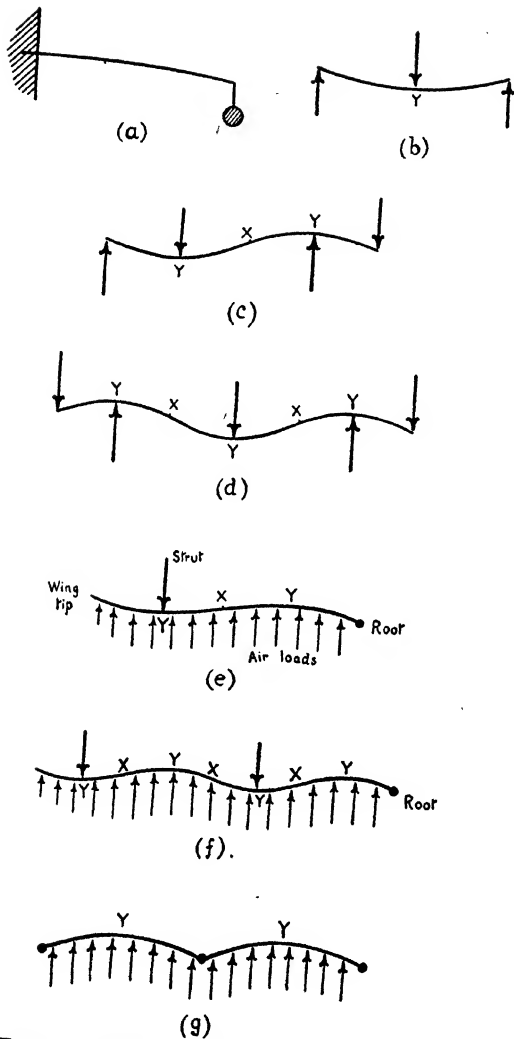 (a)
Y
(b)
X
Y
Y
(c)
Y
X
X
Y
Y
(d)
Strut
Wing
tip
X
Y
Y
Root
Air loads
(e)
X
Y
X
X
Y
Y
Y
Root
(f).
Y
Y
(g)